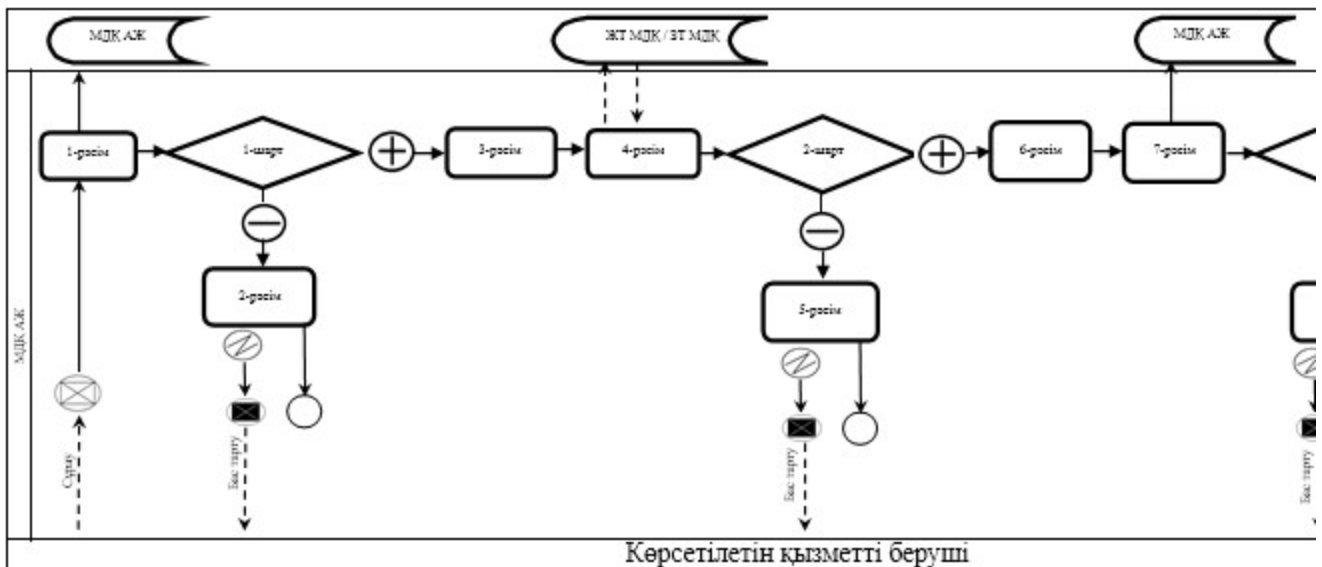 МДҚ АЖ
ЖТ МДҚ / ЗТ МДҚ
МДҚ АЖ
1-рәсім
1-шарт
3-рәсім
4-рәсім
2-шарт
6-рәсім
7-рәсім
2-рәсім
5-рәсім
МДҚ АЖ
Сұрау
Бас тарту
Бас тарту
Бас тарту
Көрсетілетін қызметті беруші